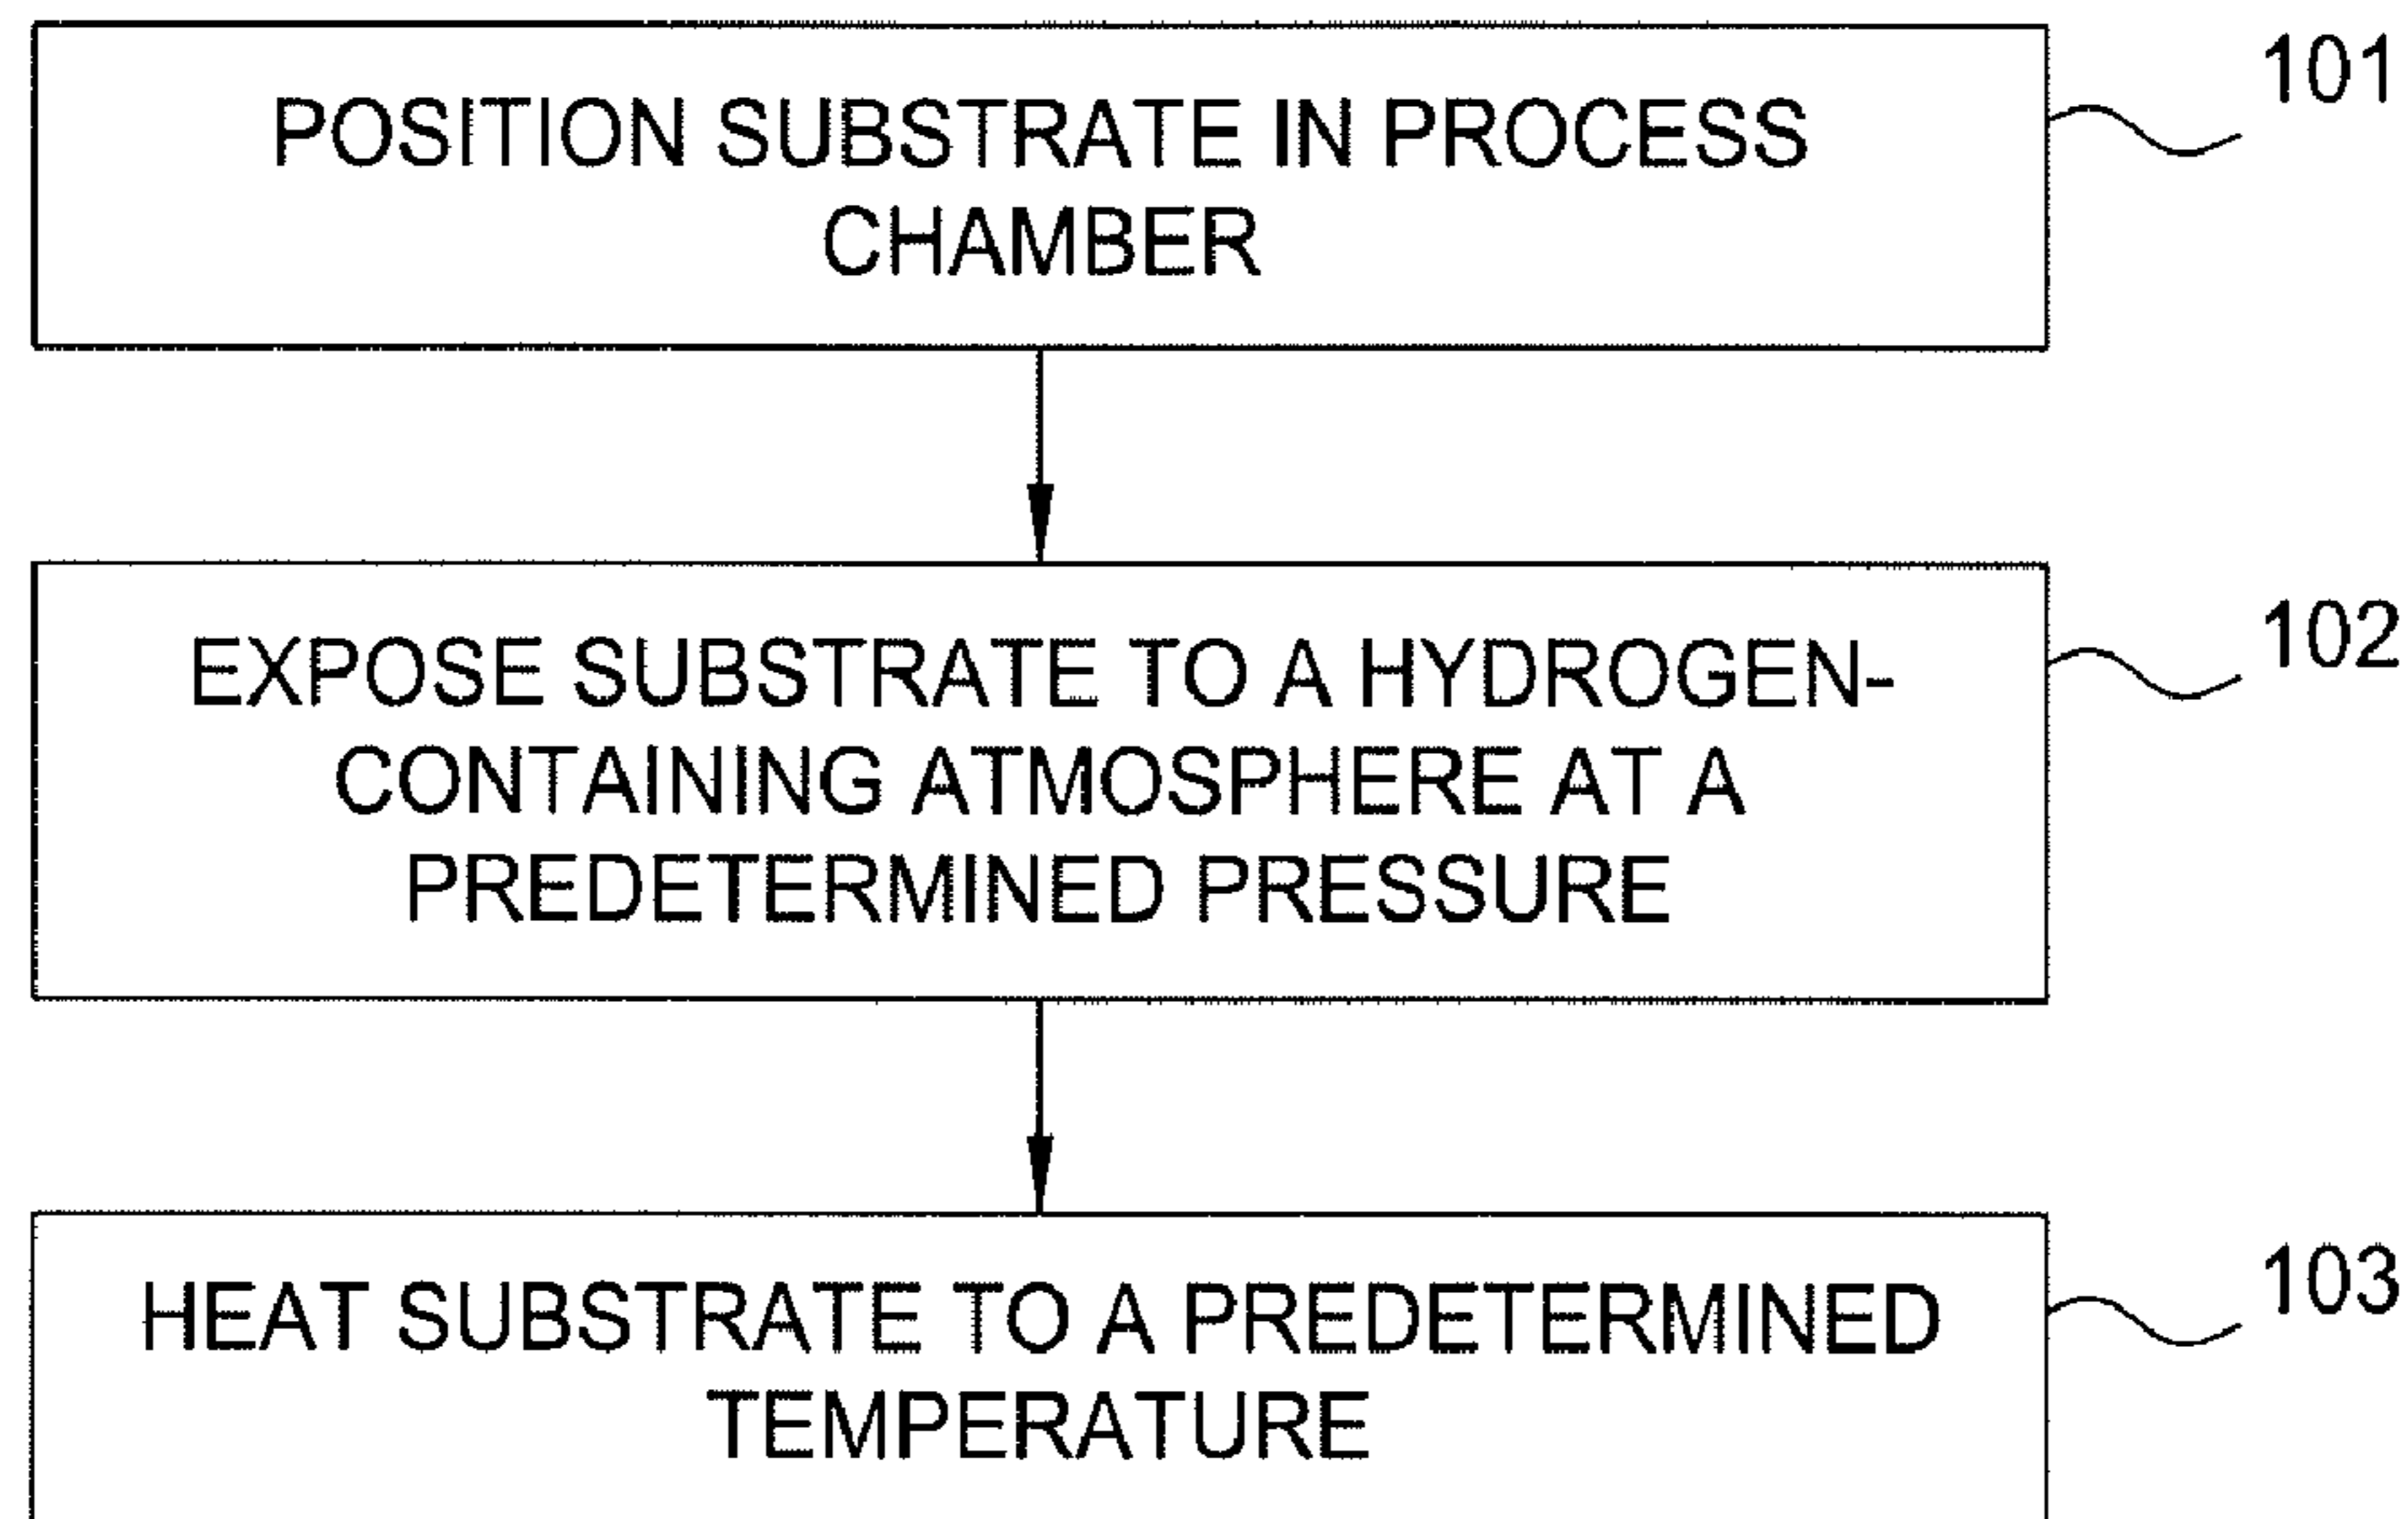 POSITION SUBSTRATE IN PROCESS
CHAMBER
101
EXPOSE SUBSTRATE TO A HYDROGEN-
CONTAINING ATMOSPHERE AT A
PREDETERMINED PRESSURE
102
HEAT SUBSTRATE TO A PREDETERMINED
TEMPERATURE
103